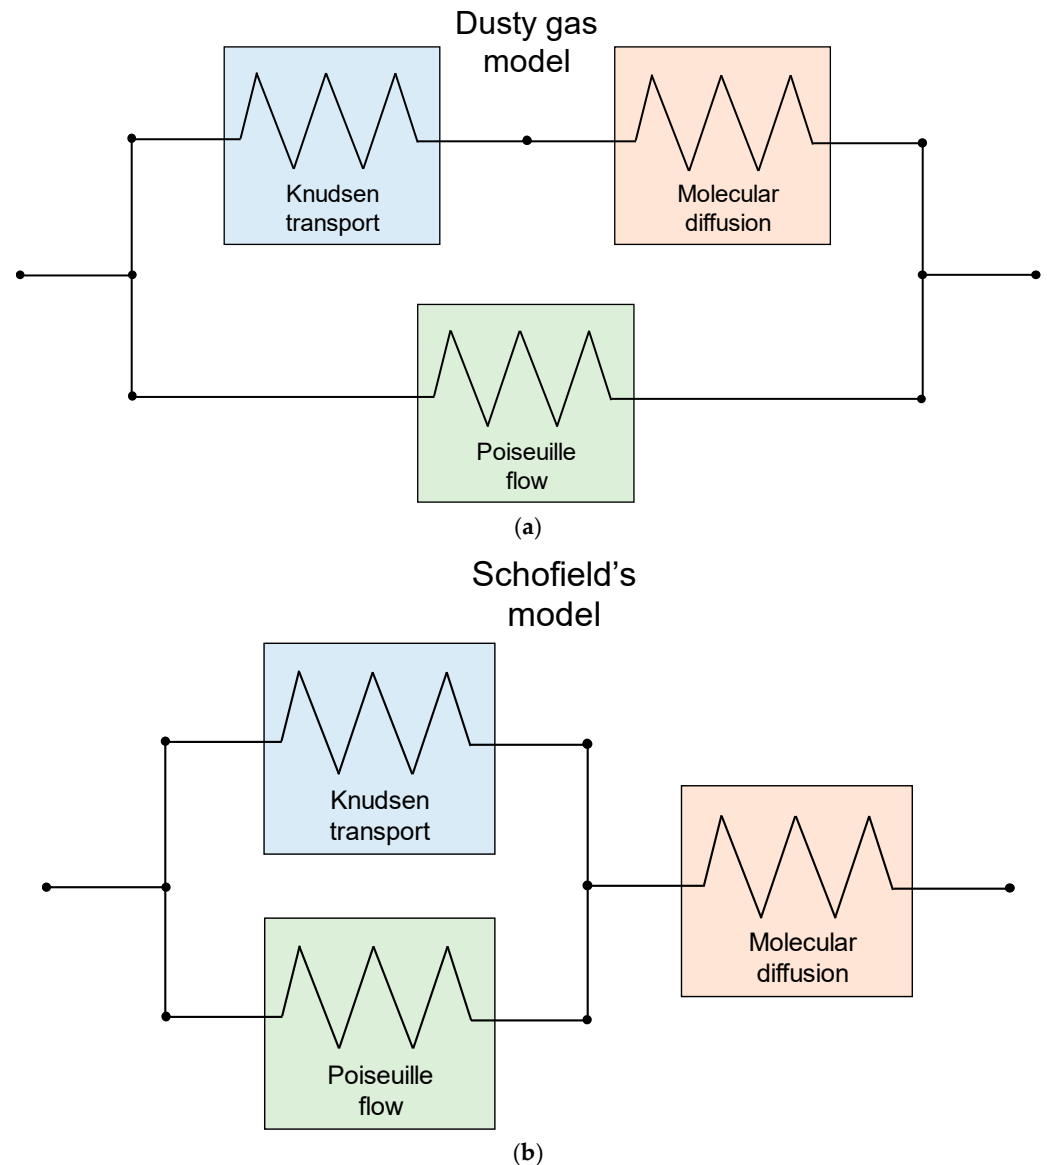 Dusty gas
model
Knudsen
transport
Molecular
diffusion
Poiseuille
flow
(a)
Schofield’s
model
Knudsen
transport
Molecular
diffusion
Poiseuille
flow
(b)